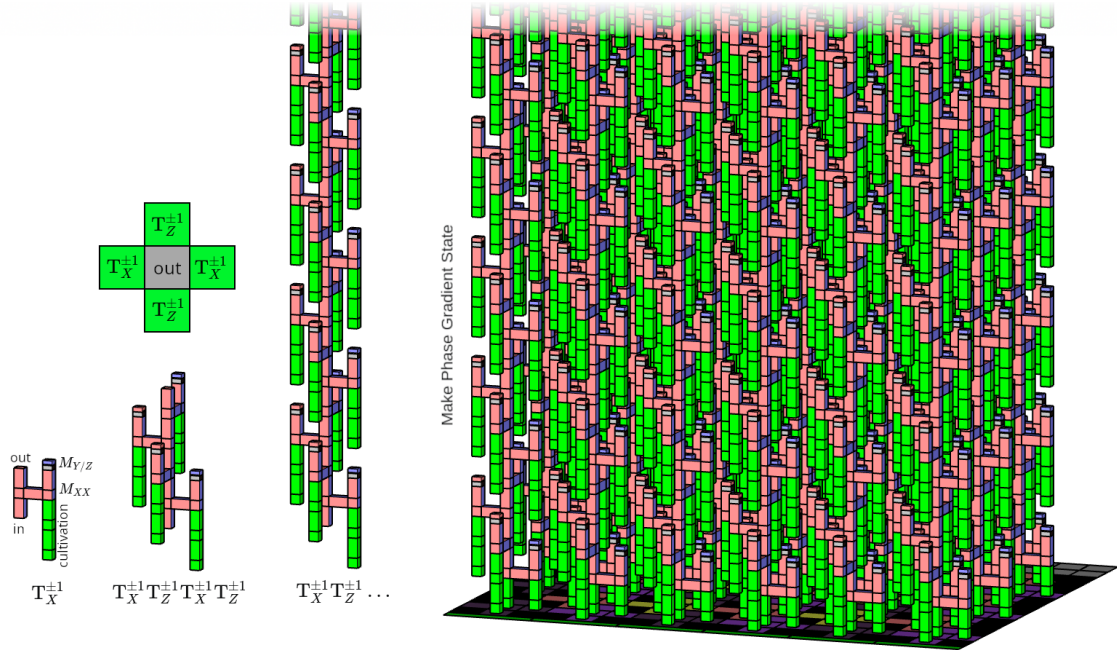 T_Z^{±1}
T_X^{±1} out T_X^{±1}
T_Z^{±1}
out
M_{Y/Z}
M_{XX}
in
cultivation
T_X^{±1}
T_X^{±1}T_Z^{±1}T_X^{±1}T_Z^{±1}
T_X^{±1}T_Z^{±1}...
Make Phase Gradient State